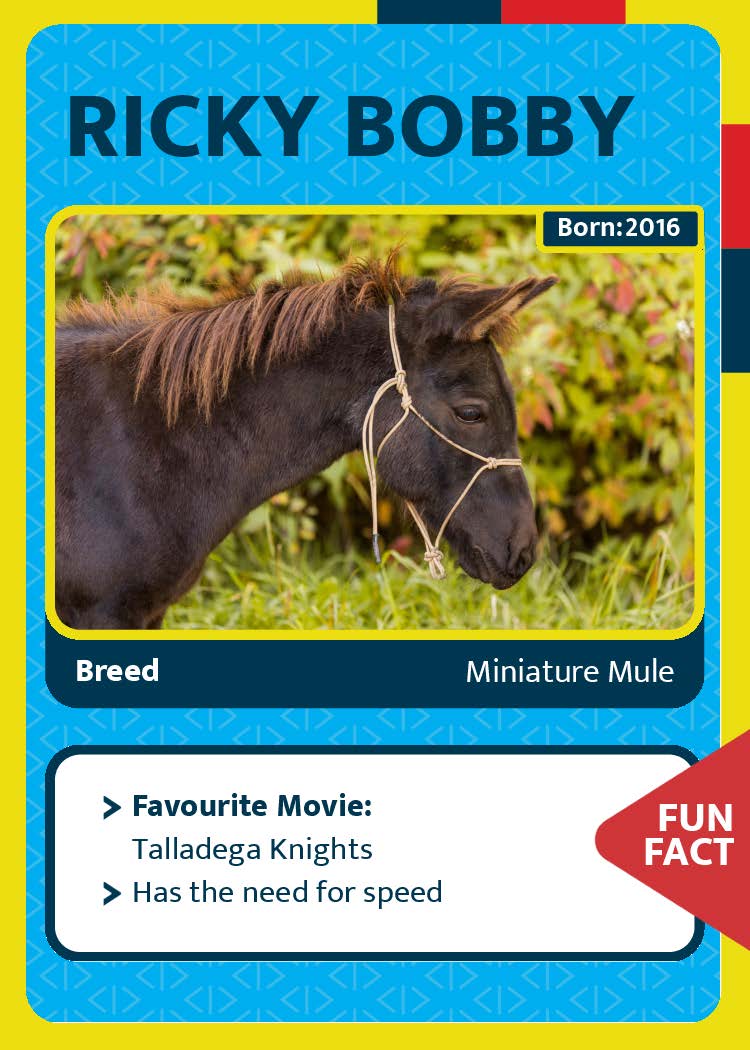 RICKY BOBBY
Born:2016
Breed Miniature Mule
> Favourite Movie:
Talladega Knights
> Has the need for speed
FUN
FACT